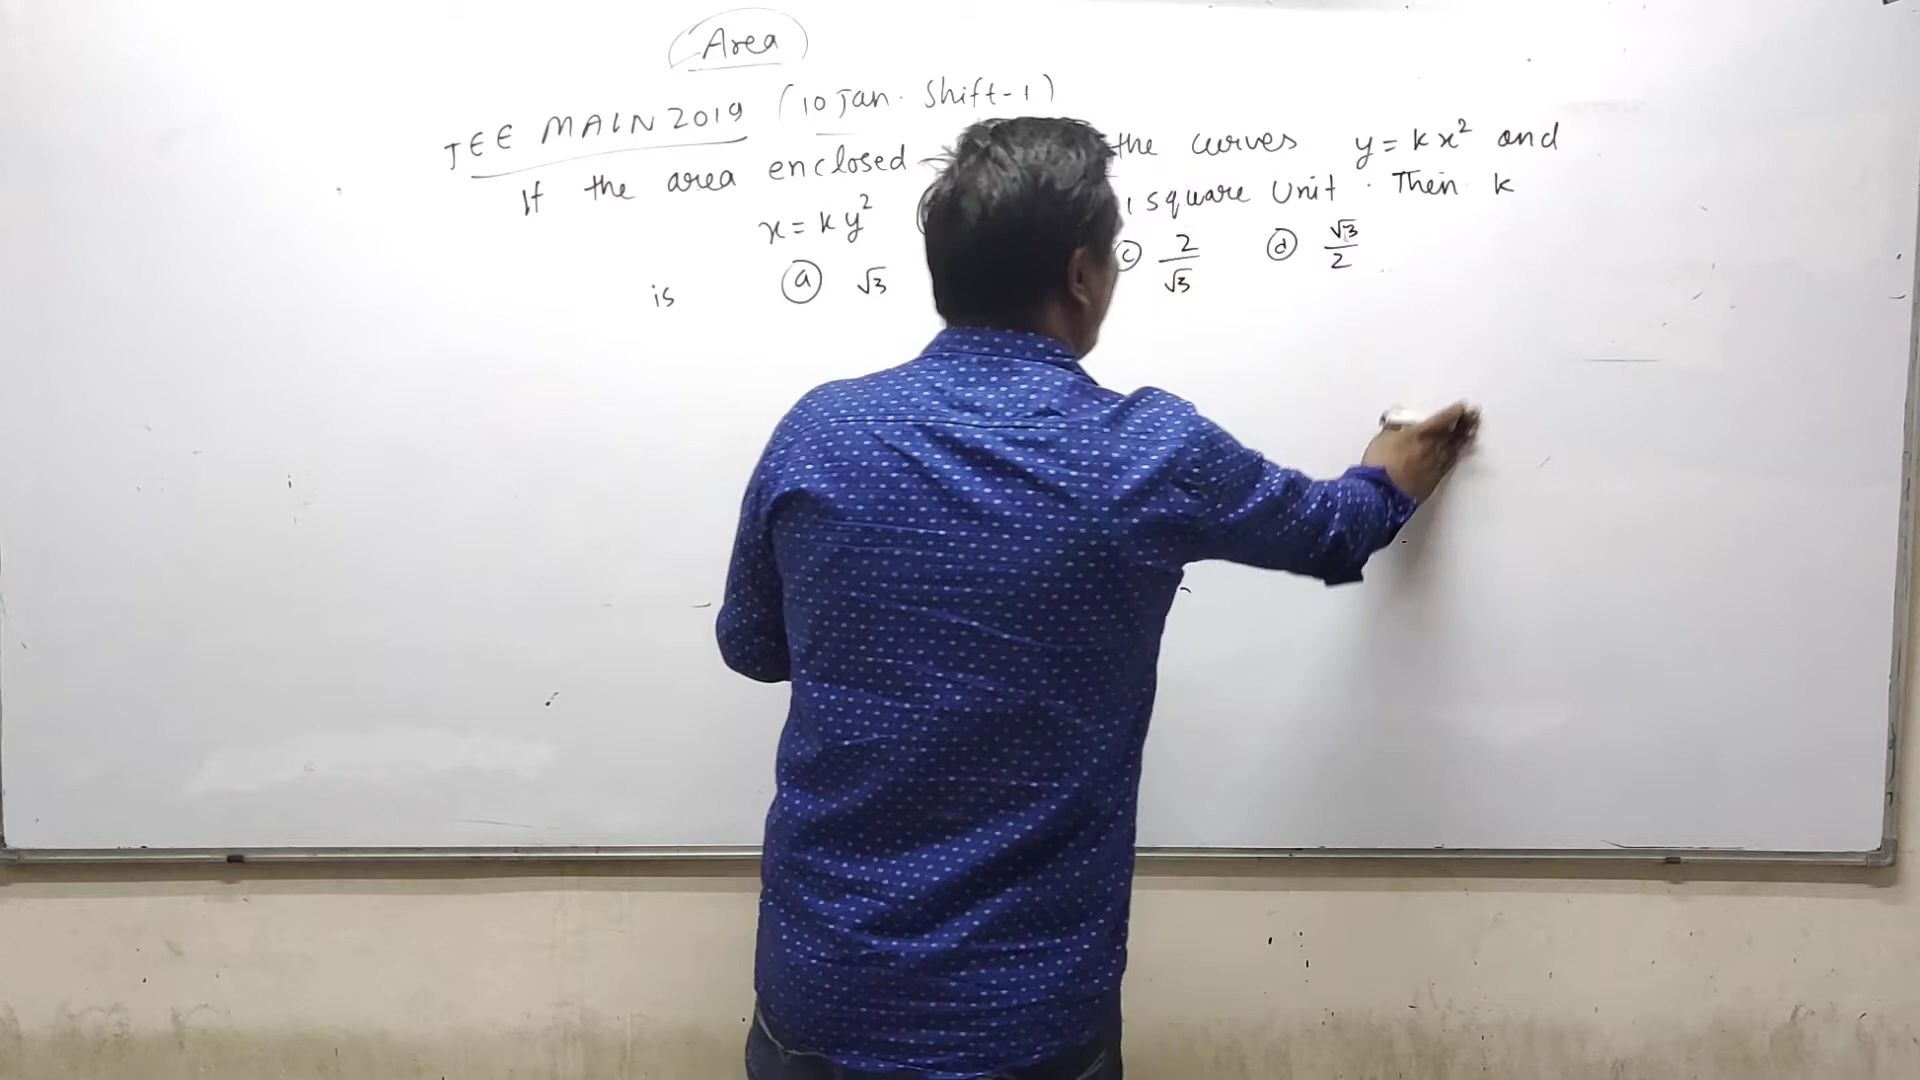 Area
JEE MAIN 2019 (10 Jan. Shift-1)
If the area enclosed the curves y = kx² and
x = ky² 1 square Unit. Then k
is (a) √3 (c) 2/√3 (d) √3/2